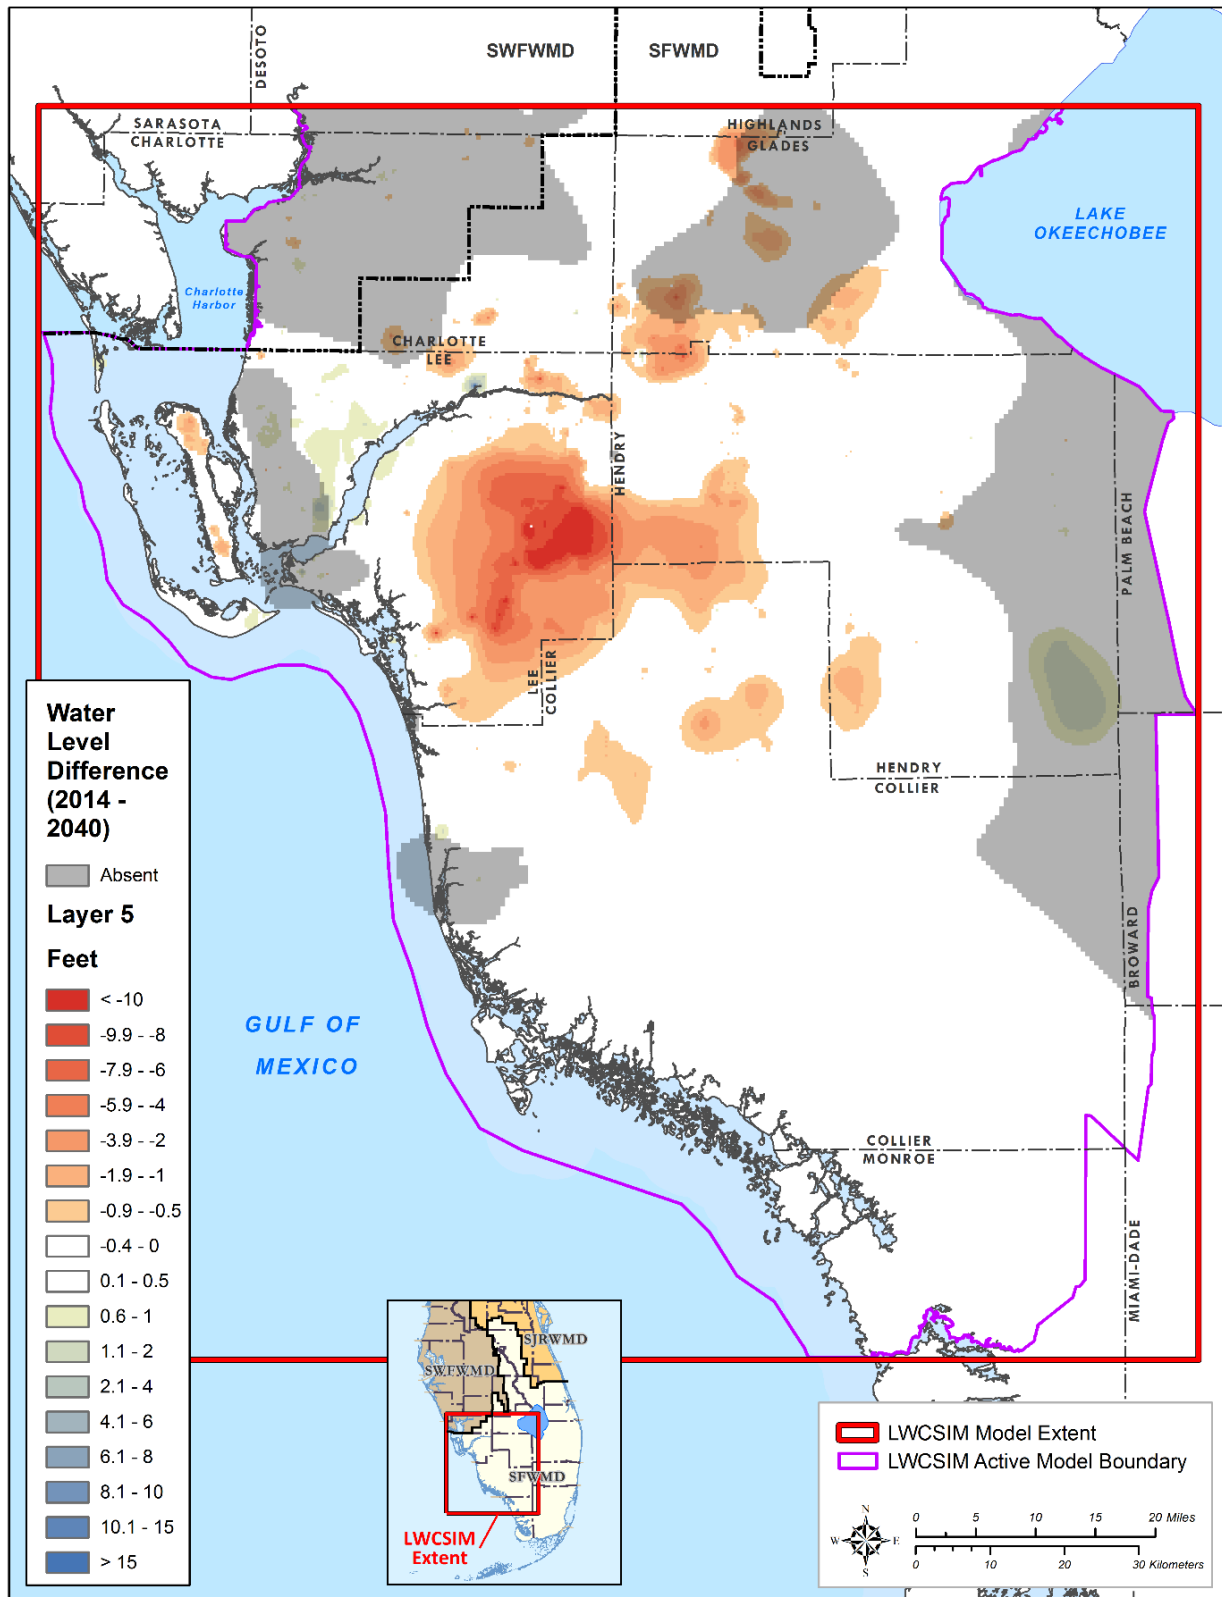 DESOTO
SWFWMD
SFWMD
SARASOTA
CHARLOTTE
HIGHLANDS
GLADES
LAKE
OKEECHOBEE
Charlotte
Harbor
CHARLOTTE
LEE
HENDRY
PALM BEACH
LEE
COLLIER
HENDRY
COLLIER
BROWARD
GULF OF
MEXICO
COLLIER
MONROE
MIAMI-DADE
Water
Level
Difference
(2014 -
2040)
Absent
Layer 5
Feet
< -10
-9.9 - -8
-7.9 - -6
-5.9 - -4
-3.9 - -2
-1.9 - -1
-0.9 - -0.5
-0.4 - 0
0.1 - 0.5
0.6 - 1
1.1 - 2
2.1 - 4
4.1 - 6
6.1 - 8
8.1 - 10
10.1 - 15
> 15
SJRWMD
SWFWMD
SFWMD
LWCSIM
Extent
LWCSIM Model Extent
LWCSIM Active Model Boundary
N
W E
S
0 5 10 15 20 Miles
0 10 20 30 Kilometers